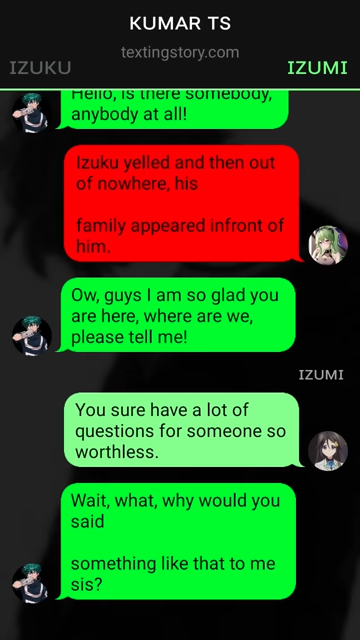 KUMAR TS
textingstory.com
IZUKU
IZUMI
Hello, is there somebody,
anybody at all!
Izuku yelled and then out
of nowhere, his
family appeared infront of
him.
Ow, guys I am so glad you
are here, where are we,
please tell me!
IZUMI
You sure have a lot of
questions for someone so
worthless.
Wait, what, why would you
said
something like that to me
sis?